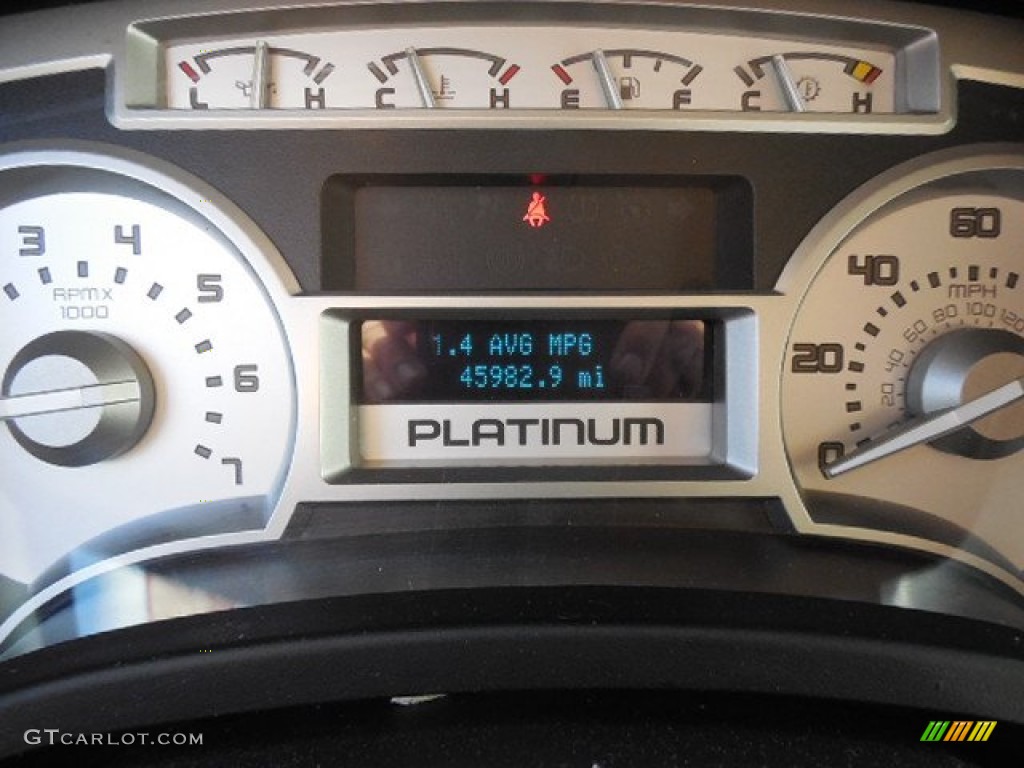 L H C H E F C H
3 4 5 6 7
RPMX
1000
1.4 AVG MPG
45982.9 mi
PLATINUM
0 20 40 60
MPH
20 40 60 80 100 120
GTCARLOT.COM